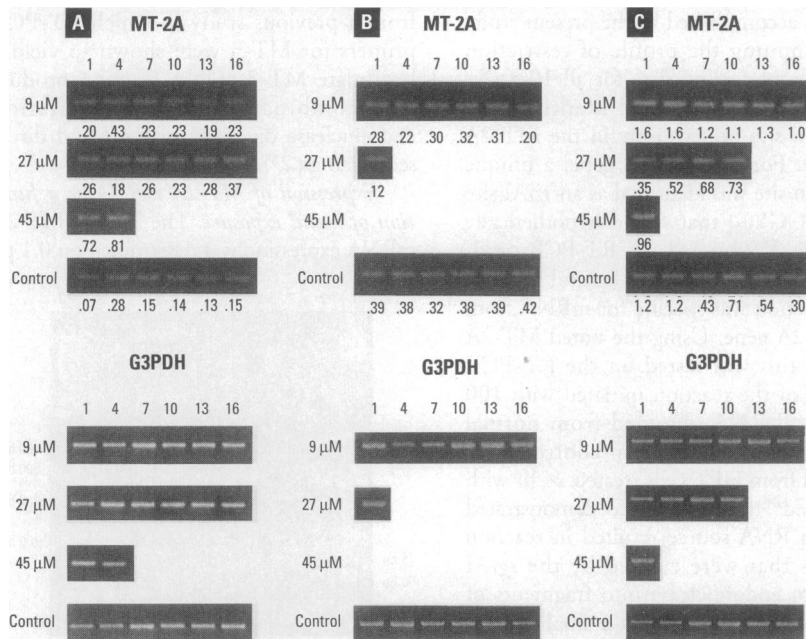 A
MT-2A
1 4 7 10 13 16
9 µM
.20 .43 .23 .23 .19 .23
27 µM
.26 .18 .26 .23 .28 .37
45 µM
.72 .81
Control
.07 .28 .15 .14 .13 .15
G3PDH
1 4 7 10 13 16
9 µM
27 µM
45 µM
Control
B
MT-2A
1 4 7 10 13 16
9 µM
.28 .22 .30 .32 .31
27 µM
.12
45 µM
Control
.39 .38 .32 .38 .39 .42
G3PDH
1 4 7 10 13 16
9 µM
27 µM
45 µM
Control
C
MT-2A
1 4 7 10 13 16
9 µM
1.6 1.6 1.2 1.1 1.3 1.0
27 µM
.35 .52 .68 .73
45 µM
.96
Control
1.2 1.2 .43 .71 .54 .30
G3PDH
1 4 7 10 13 16
9 µM
27 µM
45 µM
Control